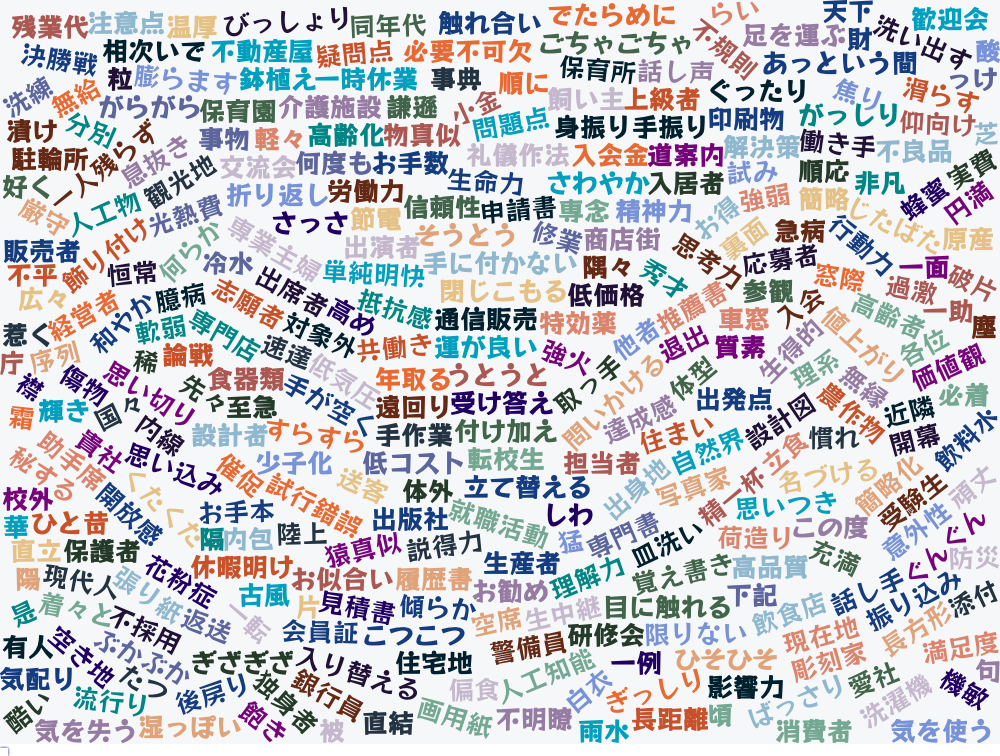 残業代 注意点 温厚 びっしょり 同年代 触れ合い でたらめに らい 天下 歓迎会
決勝戦 相次いで 不動産屋 疑問点 必要不可欠 ごちゃごちゃ 不規則 足を運ぶ 財 洗い出す 酸
洗練 無給 粒 膨らます 鉢植え 一時休業 事典 順に 保育所 話し声 あっという間 っけ
がらがら 保育園 介護施設 謙遜 小金 飼い主 上級者 ぐったり 焦り 滑らす
漬け 分別 事物 軽々 高齢化 物真似 問題点 身振り手振り 印刷物 がっしり 仰向け 芝
駐輪所 一人残らず 息抜き 交流会 何度も お手数 礼儀作法 入会金 道案内 解決策 働き手 不良品
好く 人工物 観光地 折り返し 労働力 生命力 さわやか 入居者 試み 順応 非凡 蜂蜜 実費
厳守 光熱費 さっさ 節電 信頼性 申請書 専念 精神力 お得 強弱 簡略 じたばた 円満
販売者 飾り付け 何らか 専業主婦 出演者 そうとう 修業 商店街 思考力 裏面 急病 行動力 原産
不平 恒常 冷水 単純明快 手に付かない 隅々 秀才 応募者 窓際 一面 破片
広々 経営者 和やか 臆病 志願者 出席者 高め 抵抗感 閉じこもる 低価格 推薦書 参観 入会 過激 一助
惹く 軟弱 専門店 対象外 通信販売 特効薬 他者 車窓 高齢者 塵
庁 序列 稀 論戦 速達 共働き 運が良い 強火 退出 質素 生得的 値上がり 各位 価値観
襟 傷物 思い切り 先々 食器類 低気圧 年取る うとうと 取っ手 問いかける 体型 理系 無縁 必着
霜 輝き 国々 内線 至急 手が空く 遠回り 受け答え 達成感 出発点 設計図 農作物 近隣
助手席 貴社 思い込み 設計者 すらすら 手作業 付け加え 住まい 自然界 慣れ 開幕 飲料水
秘する 開放感 くたくた 催促 少子化 送客 低コスト 転校生 担当者 出身地 写真家 精一杯 立食 名づける 簡略化
校外 試行錯誤 体外 立て替える 思いつき 受験生 頑丈
華 ひと苗 お手本 隔 内包 陸上 出版社 就職活動 しわ 専門書 皿洗い 荷造り この度 意外性 ぐんぐん
直立 保護者 花粉症 休暇明け 猿真似 説得力 生産者 猛 覚え書き 高品質 充満 防災
陽 現代人 張り紙 古風 お似合い 履歴書 お勧め 理解力 目に触れる 下記 話し手 振り込み 添付
是 着々と 不採用 返送 一転 片 見積書 傾らか 空席 生中継 飲食店 長方形
有人 空き地 ぶかぶか ぎざぎざ 会員証 こつこつ 警備員 研修会 限りない 現在地 満足度
気配り たつ 後戻り 入り替える 住宅地 偏食 人工知能 一例 ひそひそ 彫刻家 愛社 句
酷い 流行り 独身者 銀行員 画用紙 白衣 ぎっしり 影響力 ばっさり 洗濯機 機敏
気を失う 湿っぽい 飽き 被 直結 不明瞭 雨水 長距離 頃 消費者 気を使う